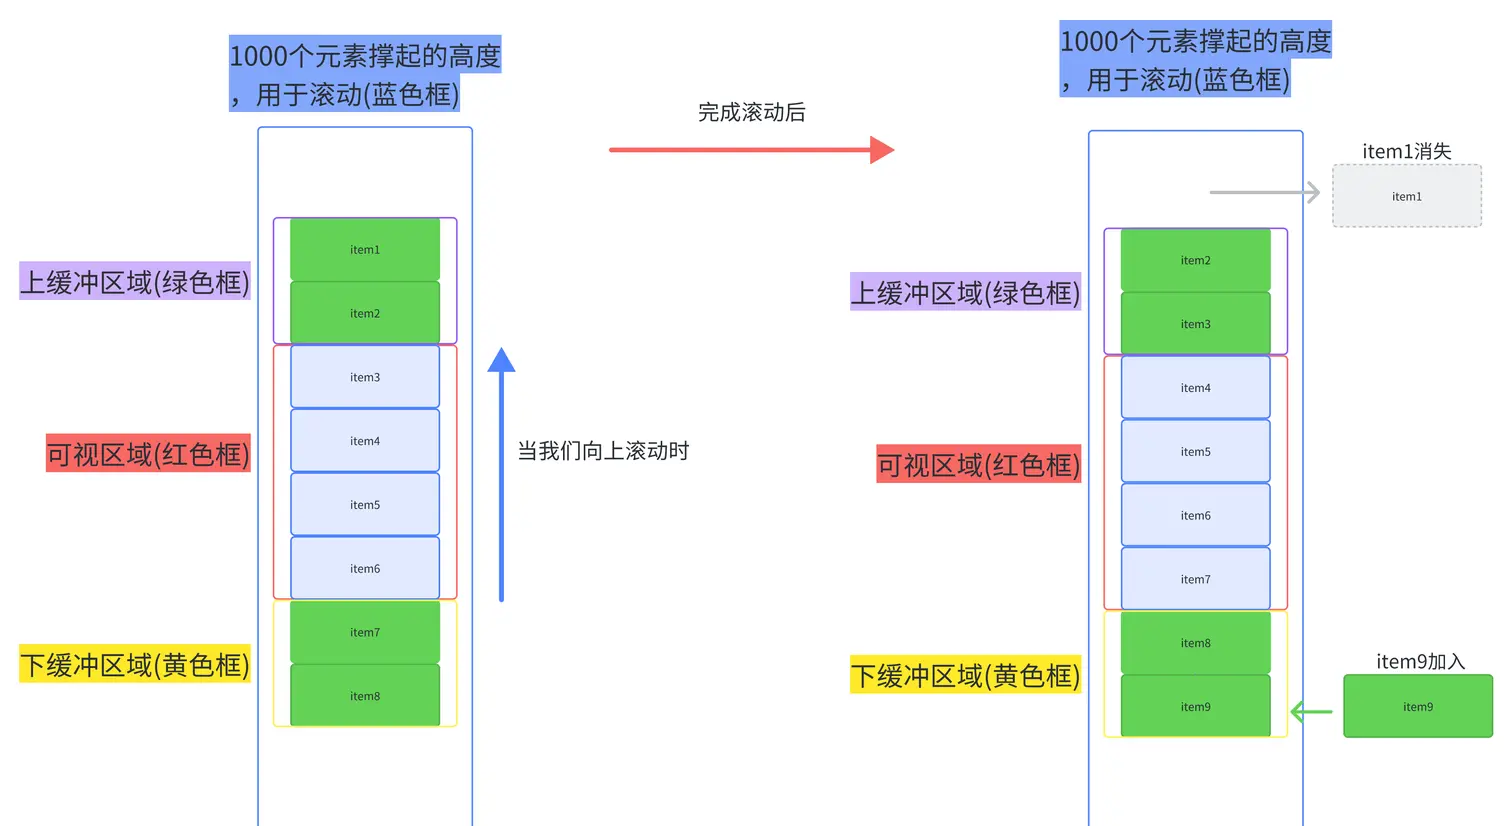 1000个元素撑起的高度
，用于滚动(蓝色框)
item1
item2
上缓冲区域(绿色框)
item3
item4
item5
item6
可视区域(红色框)
当我们向上滚动时
item7
item8
下缓冲区域(黄色框)
完成滚动后
1000个元素撑起的高度
，用于滚动(蓝色框)
item1消失
item1
item2
item3
上缓冲区域(绿色框)
item4
item5
item6
item7
可视区域(红色框)
item8
item9
下缓冲区域(黄色框)
item9加入
item9